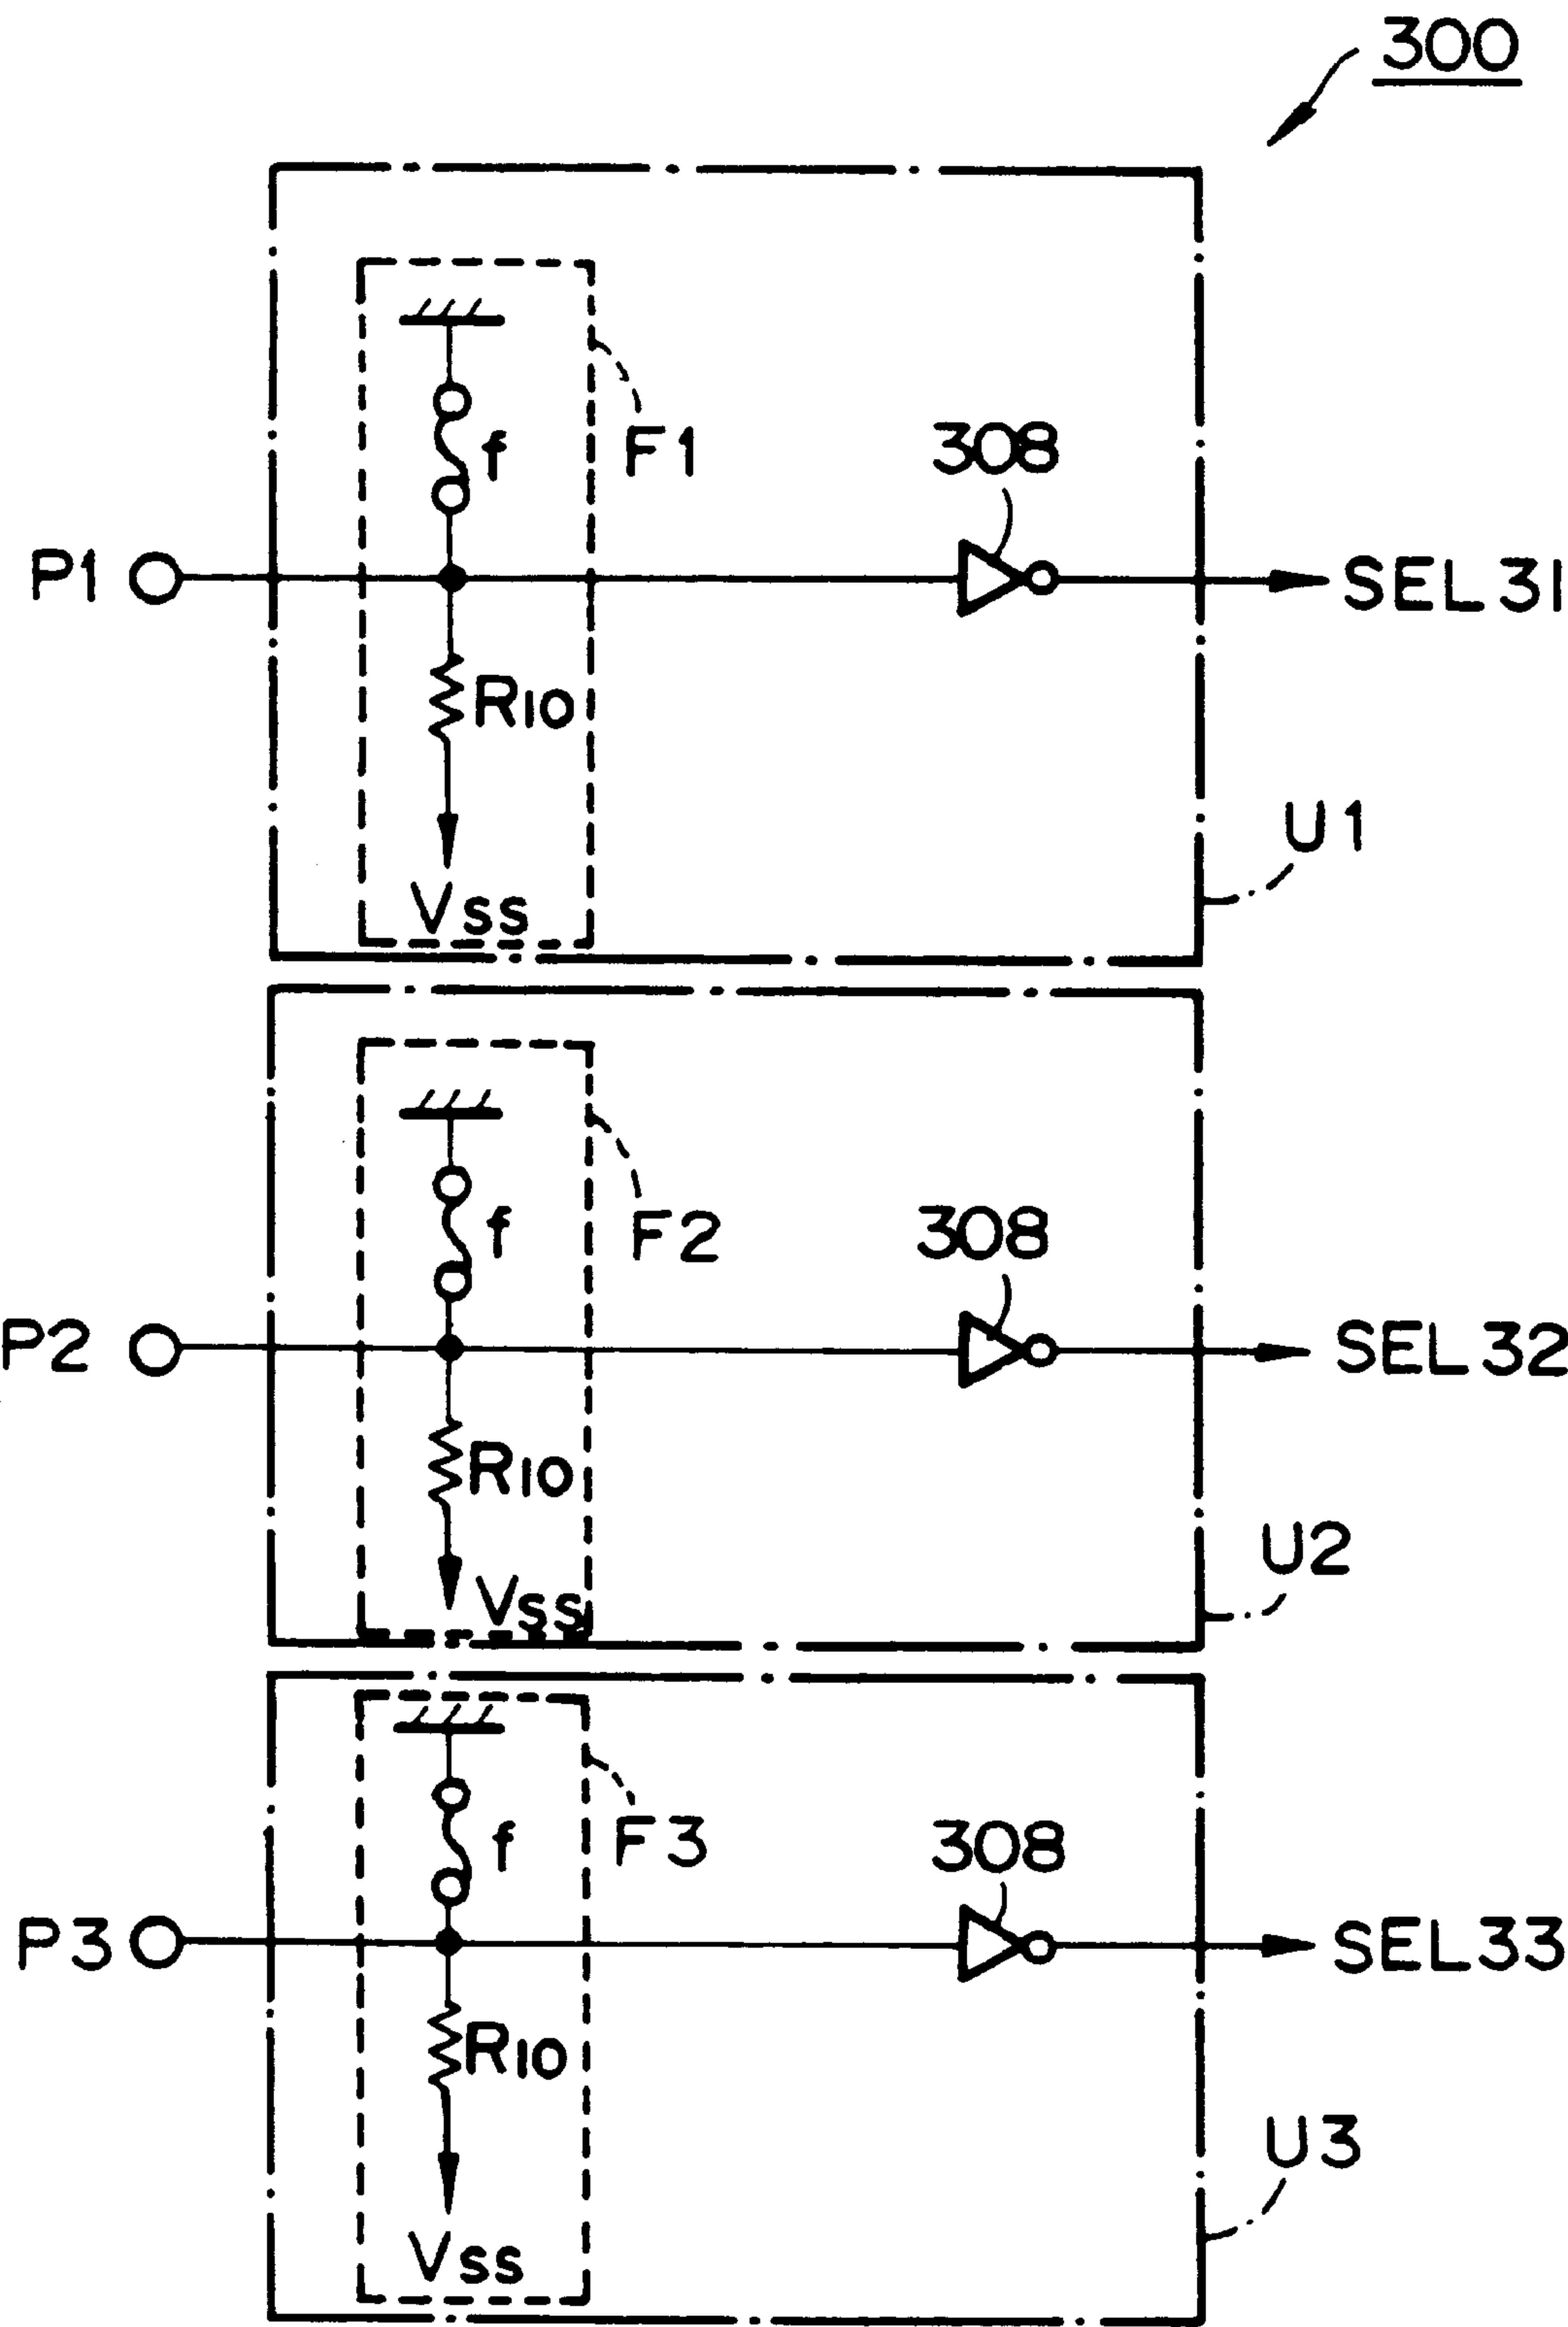 300
F1
f
308
P1
SEL31
R10
U1
Vss
F2
f
308
P2
SEL32
R10
U2
Vss
F3
f
308
P3
SEL33
R10
U3
Vss